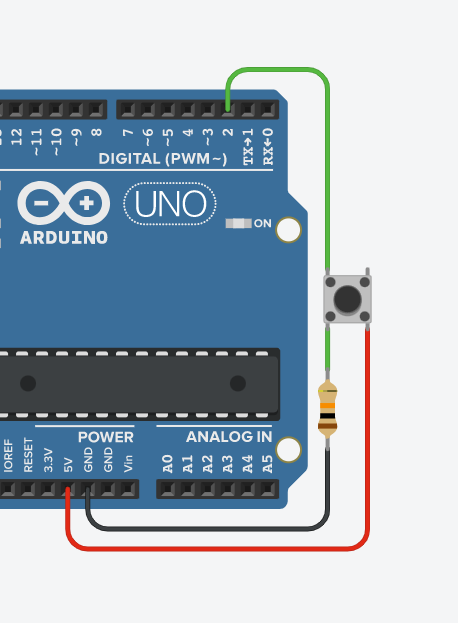 12
~11
~10
~9
8
7
~6
~5
~4
~3
2
TX→1
RX←0
DIGITAL (PWM~)
UNO
ON
ARDUINO
POWER
ANALOG IN
IOREF
RESET
3.3V
5V
GND
GND
Vin
A0
A1
A2
A3
A4
A5